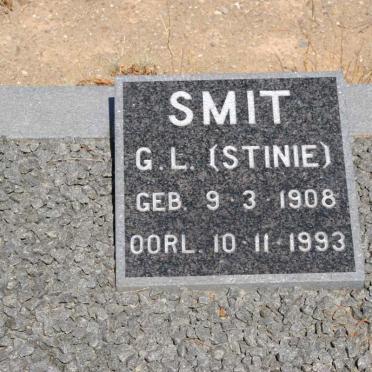 SMIT
G.L. (STINIE)
GEB. 9·3·1908
OORL. 10·11·1993